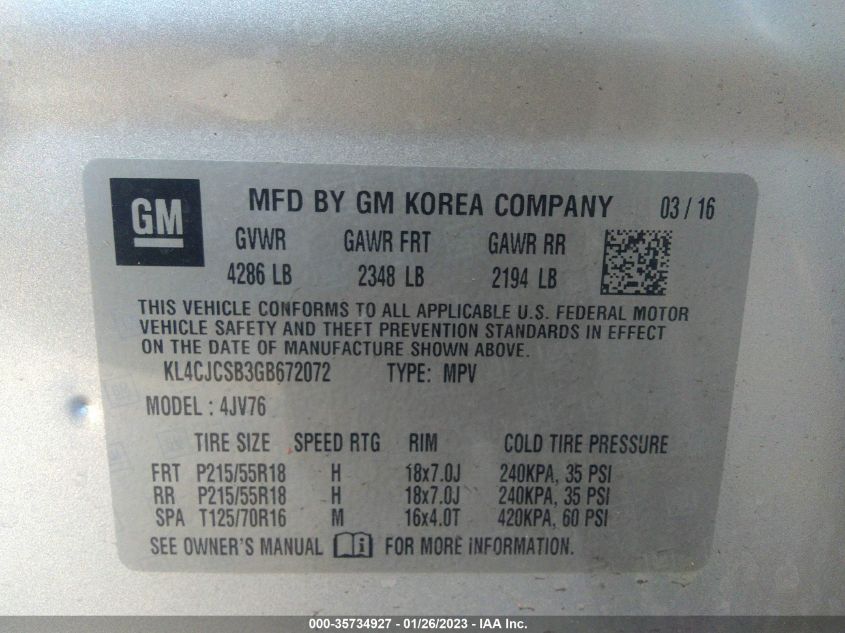 GM
MFD BY GM KOREA COMPANY 03 / 16
GVWR GAWR FRT GAWR RR
4286 LB 2348 LB 2194 LB
THIS VEHICLE CONFORMS TO ALL APPLICABLE U.S. FEDERAL MOTOR
VEHICLE SAFETY AND THEFT PREVENTION STANDARDS IN EFFECT
ON THE DATE OF MANUFACTURE SHOWN ABOVE.
KL4CJCSB3GB672072 TYPE: MPV
MODEL : 4JV76
TIRE SIZE SPEED RTG RIM COLD TIRE PRESSURE
FRT P215/55R18 H 18x7.0J 240KPA, 35 PSI
RR P215/55R18 H 18x7.0J 240KPA, 35 PSI
SPA T125/70R16 M 16x4.0T 420KPA, 60 PSI
SEE OWNER'S MANUAL i FOR MORE INFORMATION.
000-35734927 - 01/26/2023 - IAA Inc.